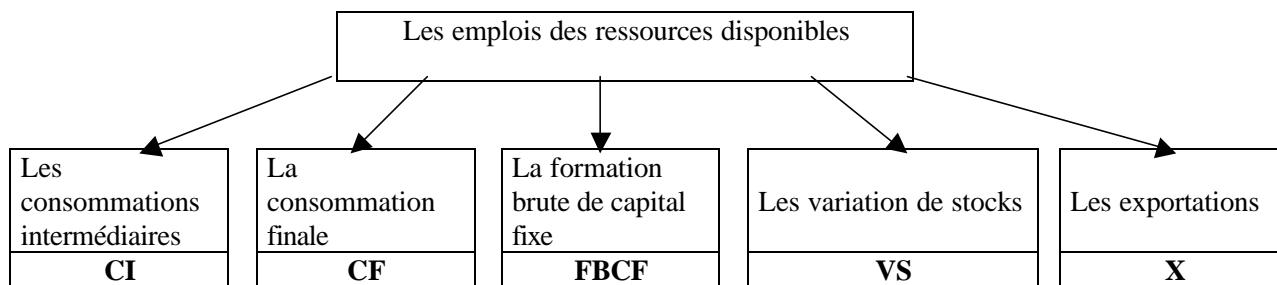 Les emplois des ressources disponibles
Les
consommations
intermédiaires
CI
La
consommation
finale
CF
La formation
brute de capital
fixe
FBCF
Les variation de stocks
VS
Les exportations
X